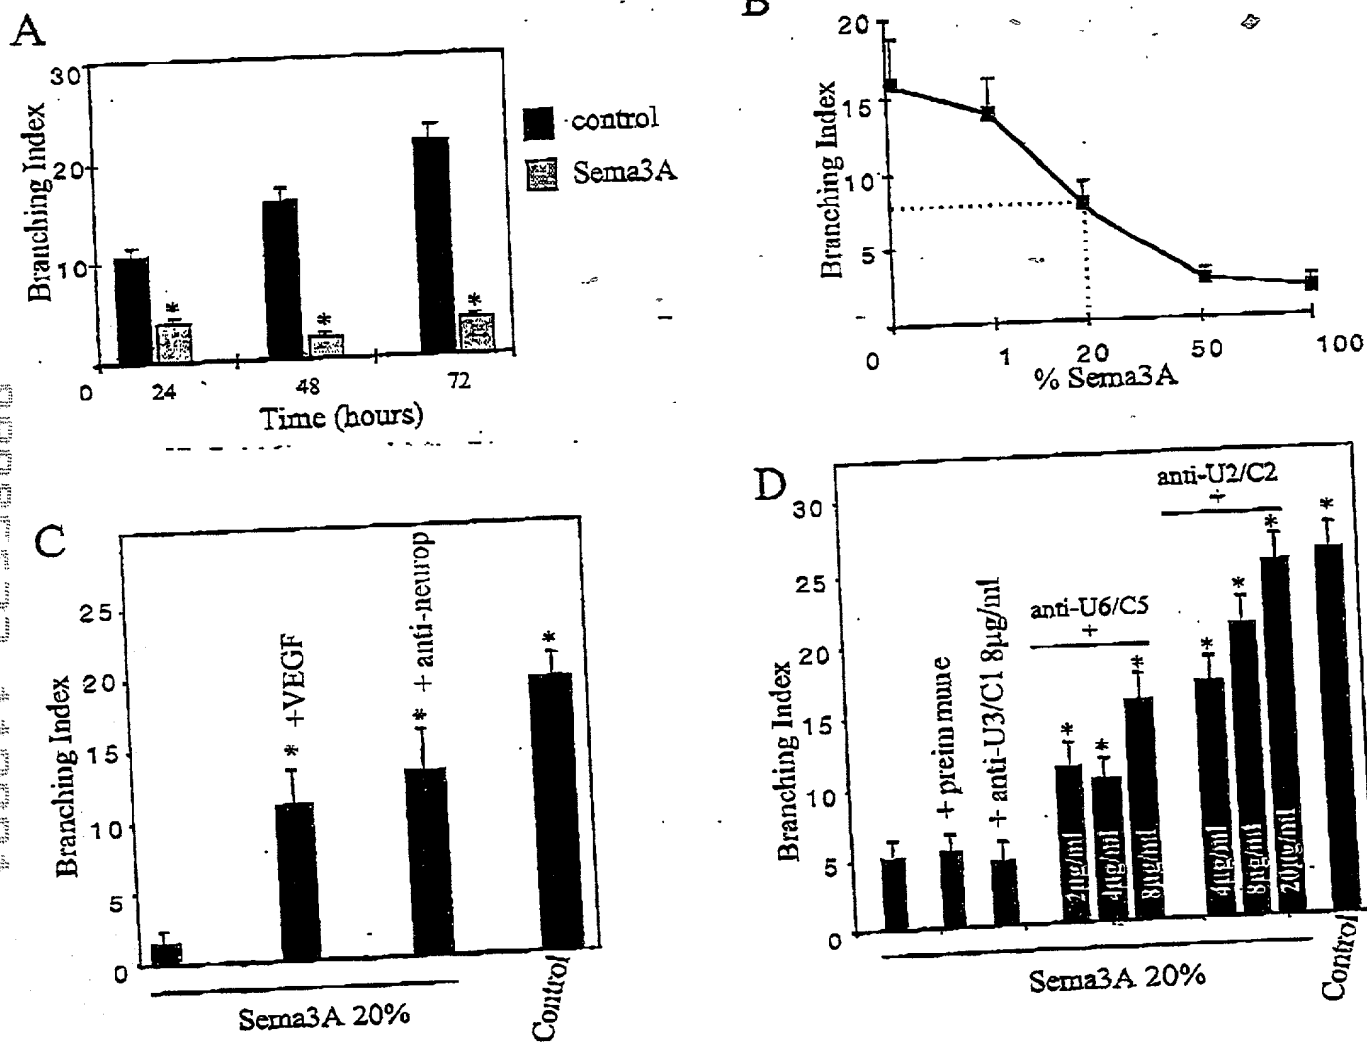 A
30
20
10
0
24
48
72
Branching Index
Time (hours)
control
Sema3A
*
*
*
B
20
15
10
5
0
1
20
50
100
Branching Index
% Sema3A
C
25
20
15
10
5
0
Branching Index
* +VEGF
* + anti-neurop
*
Sema3A 20%
Control
D
30
25
20
15
10
5
0
Branching Index
+ preimmune
+ anti-U3/C1 8µg/ml
anti-U6/C5
+
*
*
*
2µg/ml
4µg/ml
8µg/ml
anti-U2/C2
+
*
*
*
4µg/ml
8µg/ml
20µg/ml
*
Sema3A 20%
Control